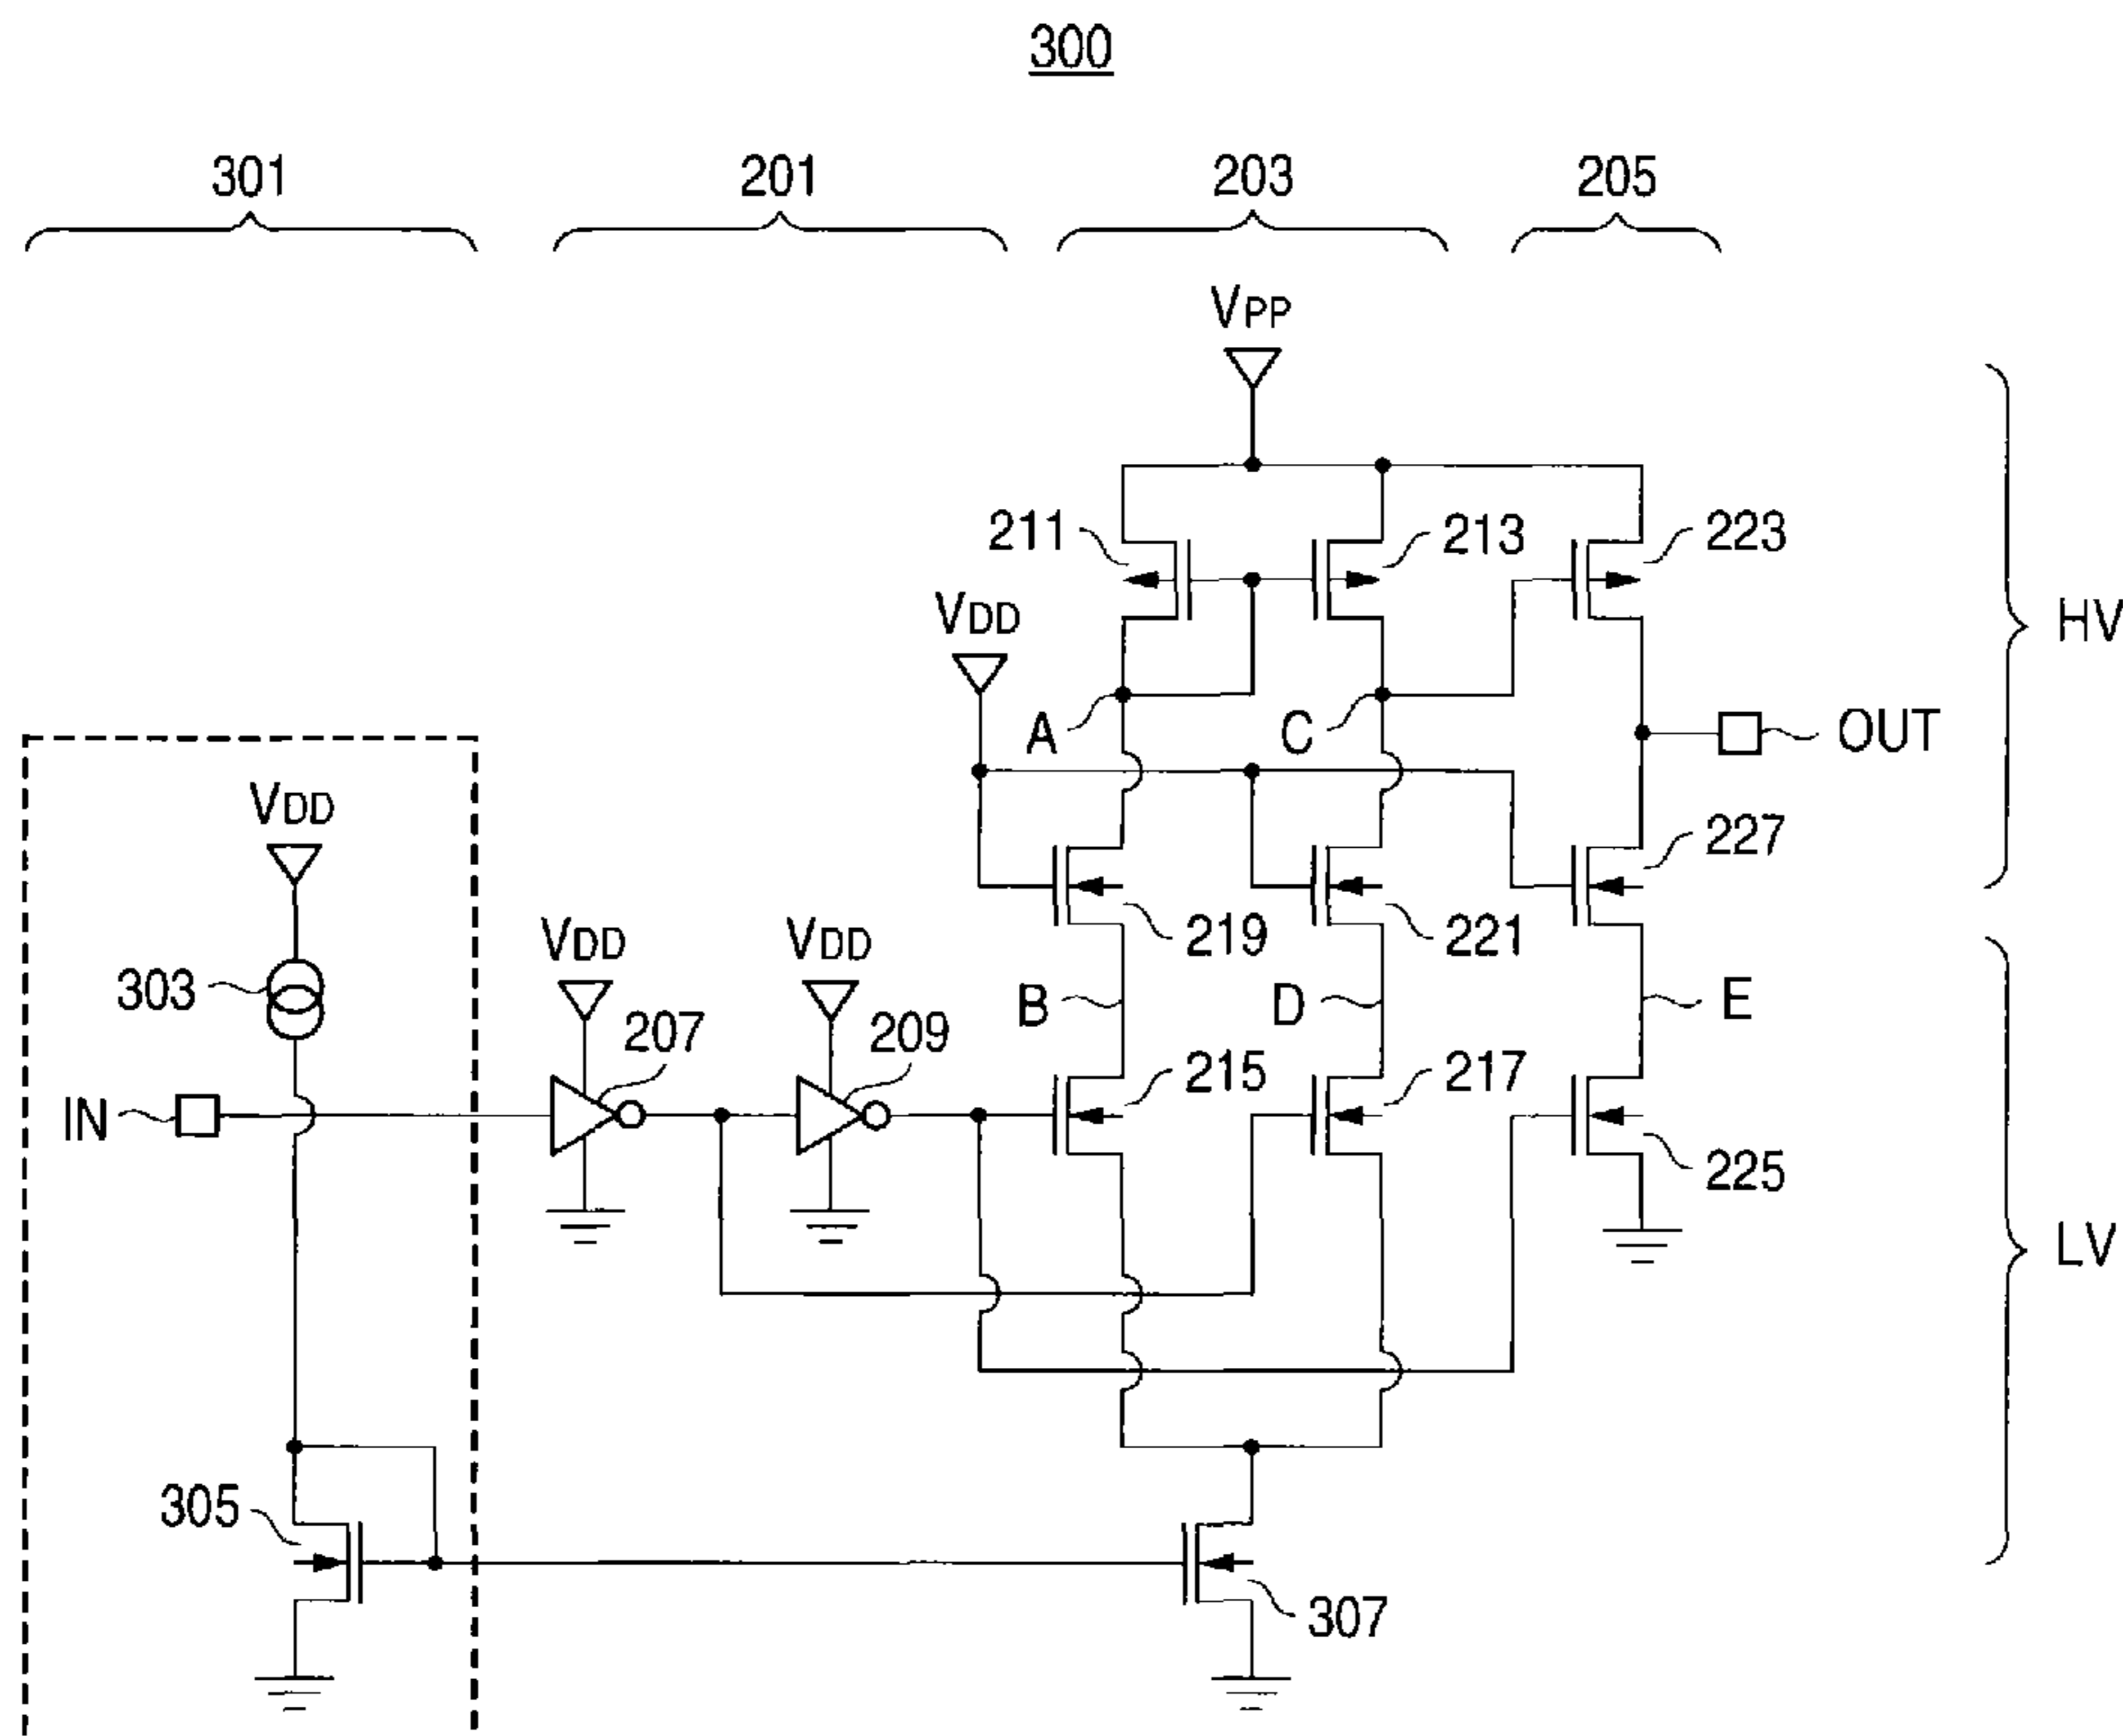 300
301 201 203 205
VPP
211 213 223
VDD
HV
A C OUT
VDD
227
219 221
VDD VDD
303 B D E
207 209
IN 215 217
225
LV
305
307